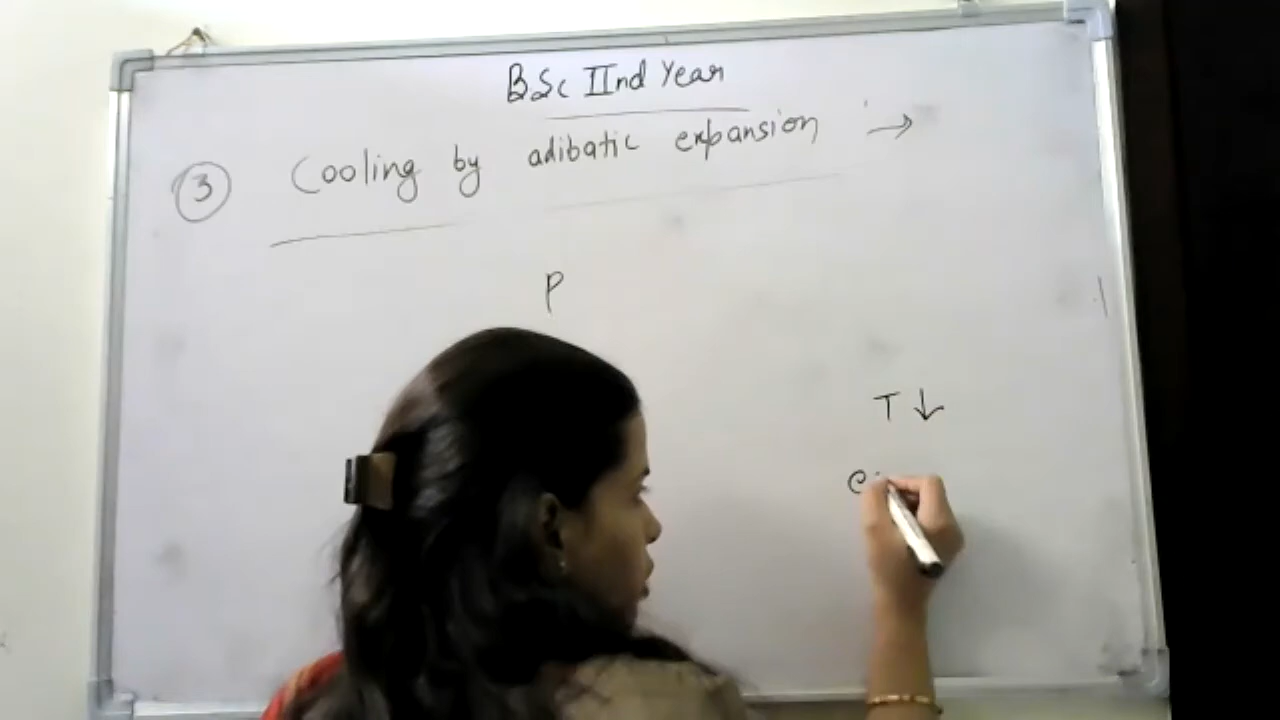 BSc IInd Year
③ Cooling by adibatic expansion →
P
T ↓